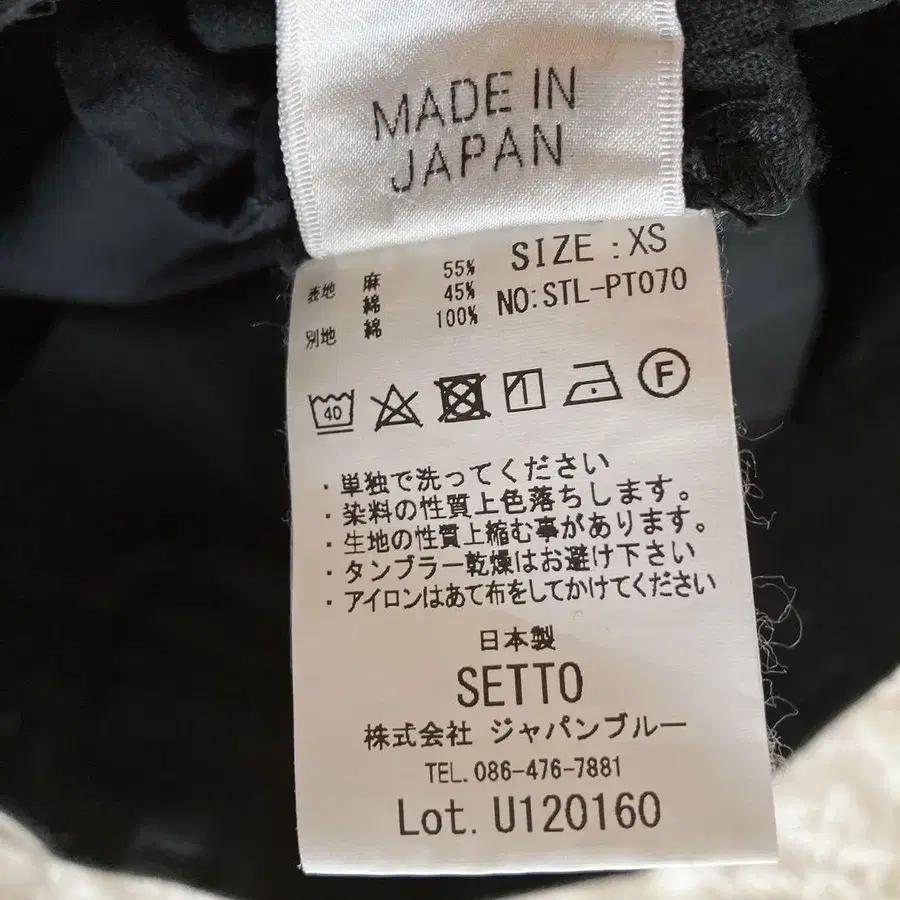 MADE IN
JAPAN
SIZE : XS
NO:STL-PT070
表地 麻 55%
綿 45%
別地 綿 100%
40
F
・単独で洗ってください
・染料の性質上色落ちします。
・生地の性質上縮む事があります。
・タンブラー乾燥はお避け下さい
・アイロンはあて布をしてかけてください
日本製
SETTO
株式会社 ジャパンブルー
TEL. 086-476-7881
Lot. U120160